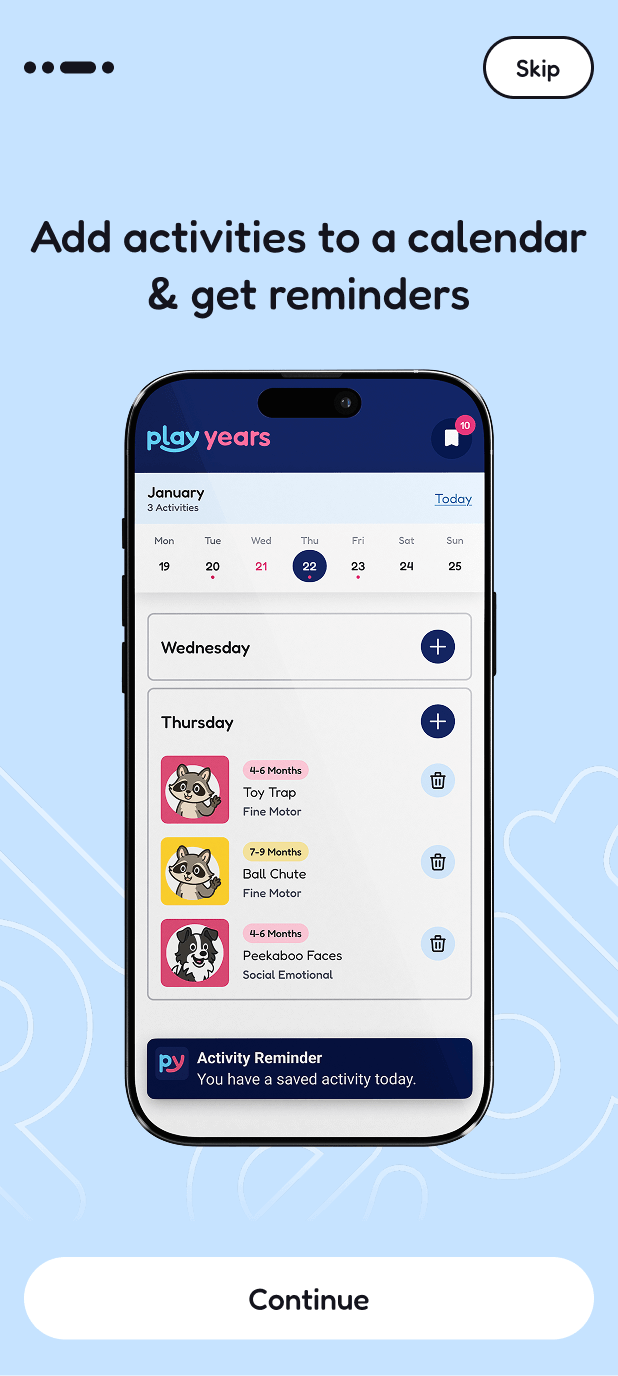 Skip
Add activities to a calendar
& get reminders
play years
10
January
3 Activities
Today
Mon Tue Wed Thu Fri Sat Sun
19 20 21 22 23 24 25
Wednesday
Thursday
4-6 Months
Toy Trap
Fine Motor
7-9 Months
Ball Chute
Fine Motor
4-6 Months
Peekaboo Faces
Social Emotional
py
Activity Reminder
You have a saved activity today.
Continue